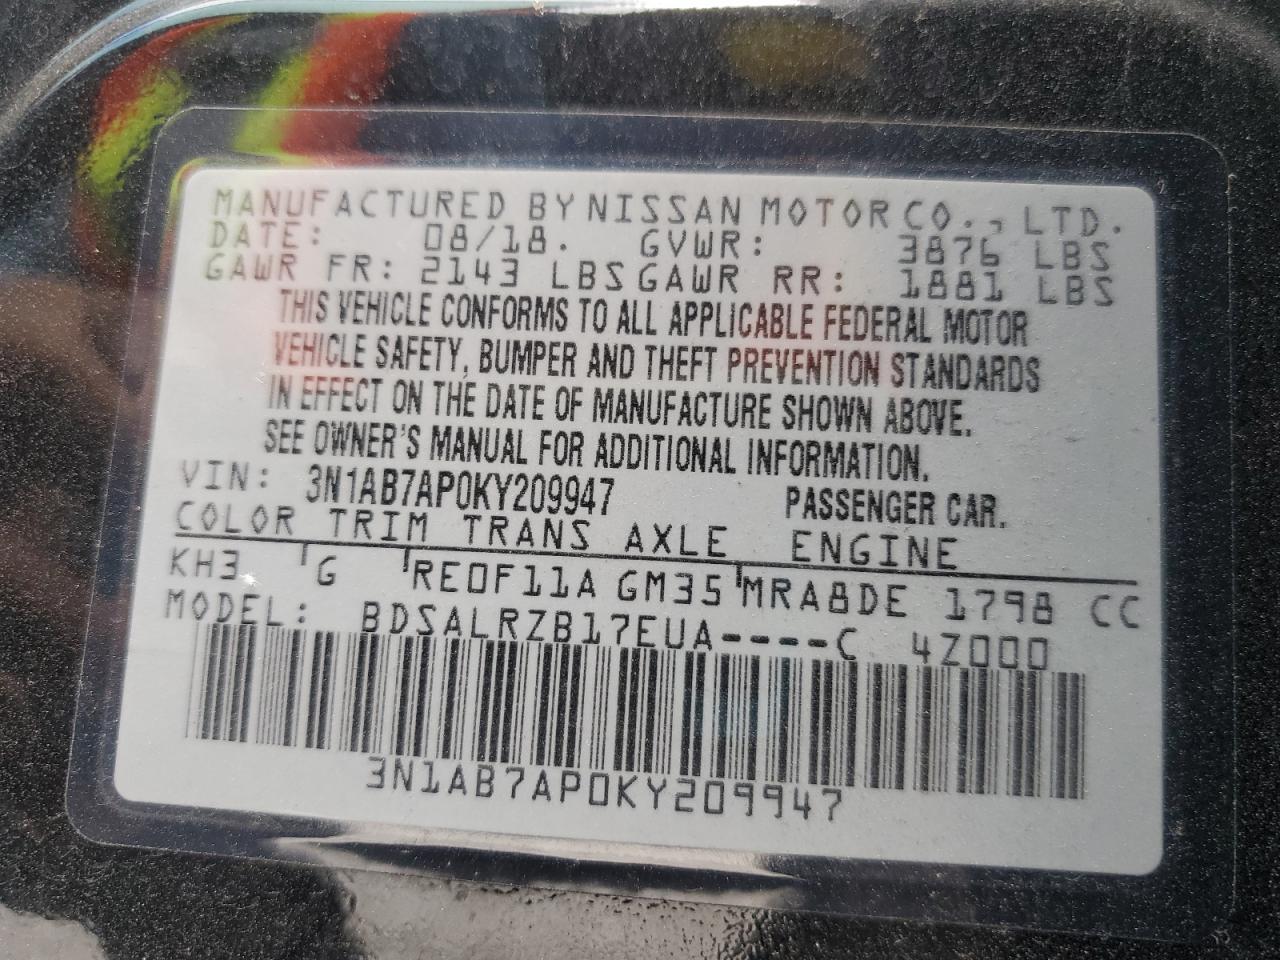 MANUFACTURED BY NISSAN MOTOR CO., LTD.
DATE: 08/18. GVWR: 3876 LBS
GAWR FR: 2143 LBS GAWR RR: 1881 LBS
THIS VEHICLE CONFORMS TO ALL APPLICABLE FEDERAL MOTOR
VEHICLE SAFETY, BUMPER AND THEFT PREVENTION STANDARDS
IN EFFECT ON THE DATE OF MANUFACTURE SHOWN ABOVE.
SEE OWNER'S MANUAL FOR ADDITIONAL INFORMATION.
VIN: 3N1AB7AP0KY209947 PASSENGER CAR.
COLOR TRIM TRANS AXLE ENGINE
KH3 G RE0F11A GM35 MRA8DE 1798 CC
MODEL: BDSALRZB17EUA----C 4Z000
3N1AB7AP0KY209947